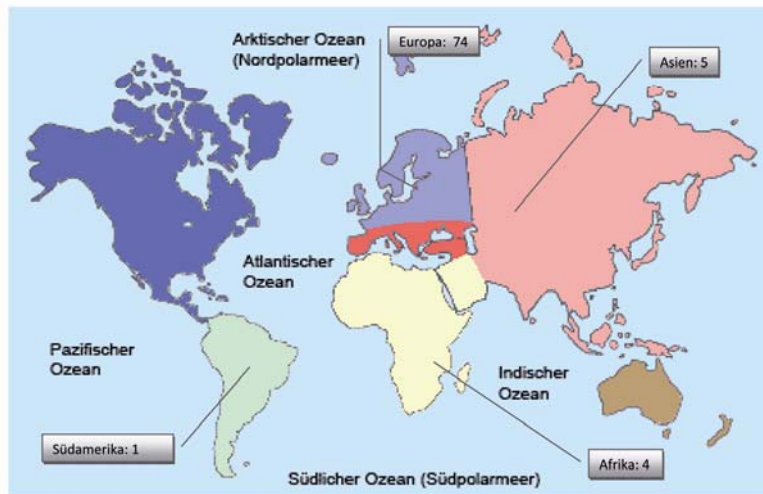 Arktischer Ozean
(Nordpolarmeer)
Europa: 74
Asien: 5
Atlantischer
Ozean
Pazifischer
Ozean
Indischer
Ozean
Südamerika: 1
Afrika: 4
Südlicher Ozean (Südpolarmeer)